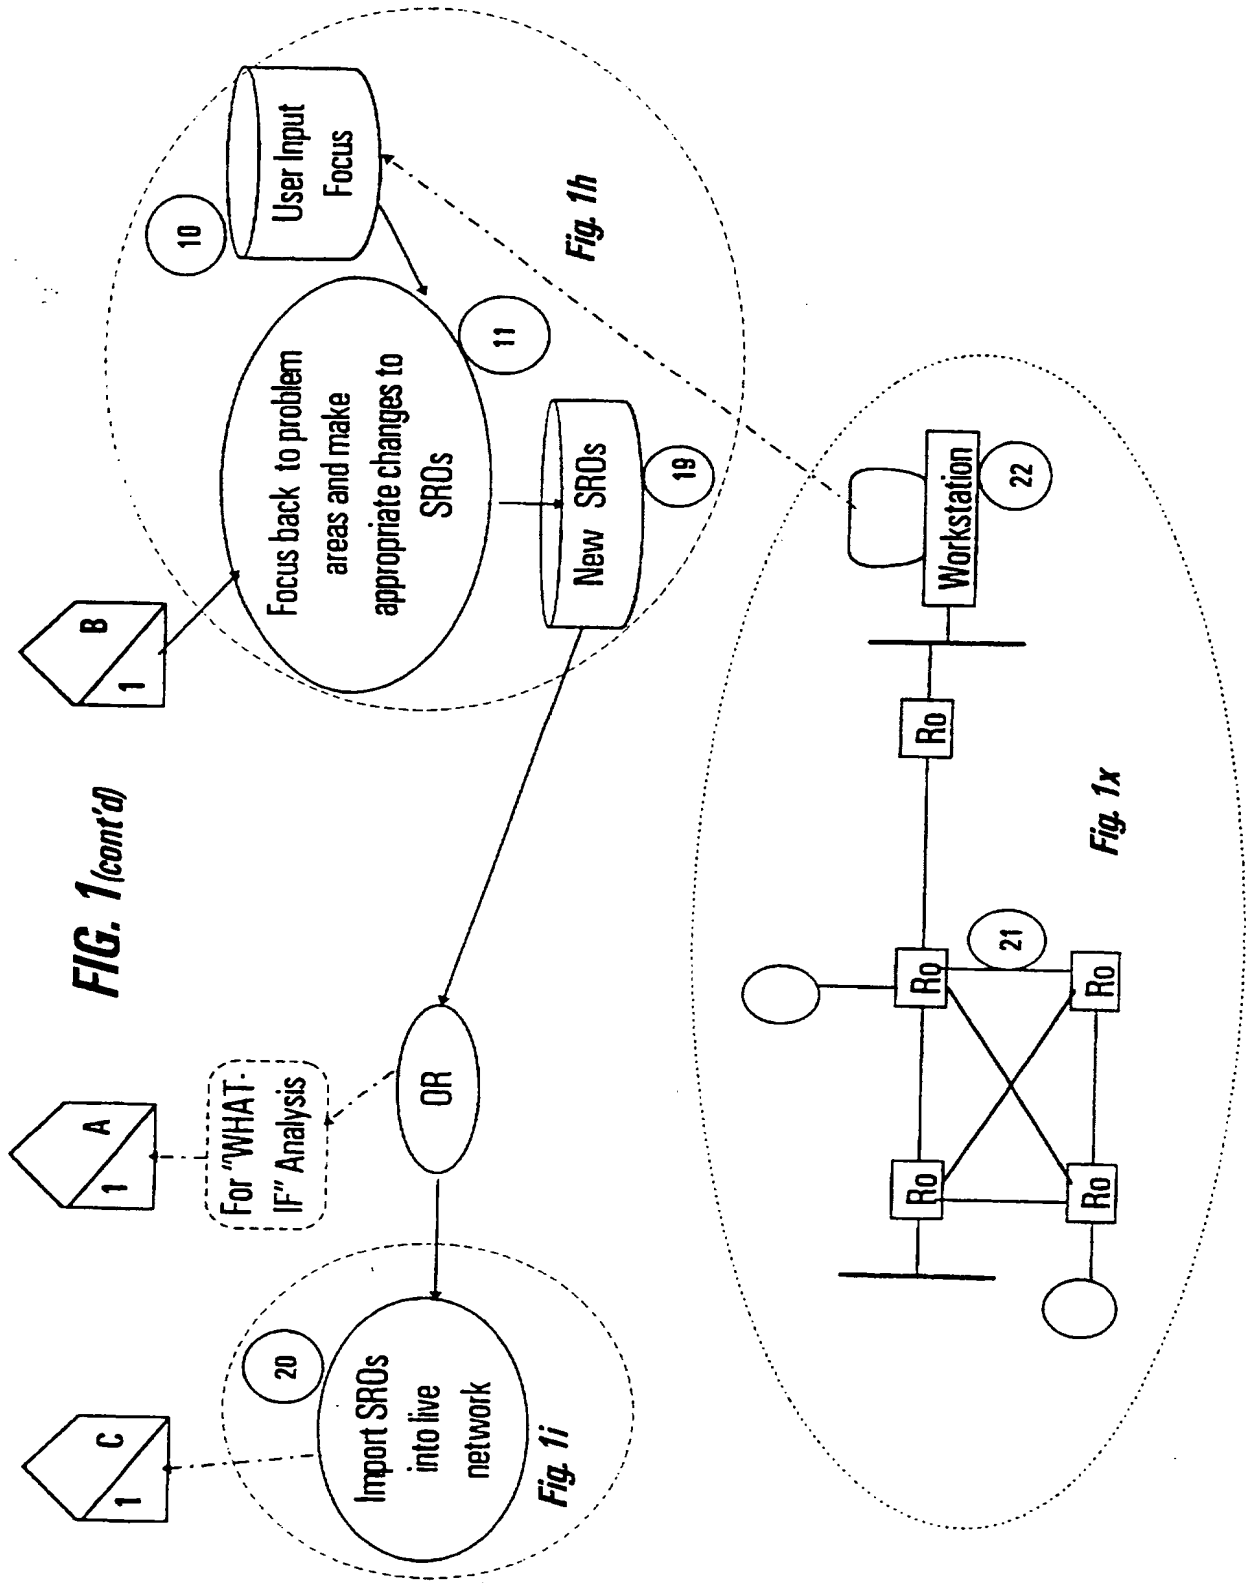 FIG. 1 (cont'd)
1 C
1 A
1 B
20
Import SROs
into live
network
Fig. 1i
For "WHAT-
IF" Analysis
OR
10
User Input
Focus
Focus back to problem
areas and make
appropriate changes to
SROs
11
New SROs
19
Fig. 1h
Ro
Ro
Ro
Ro
Ro
21
Workstation
22
Fig. 1x